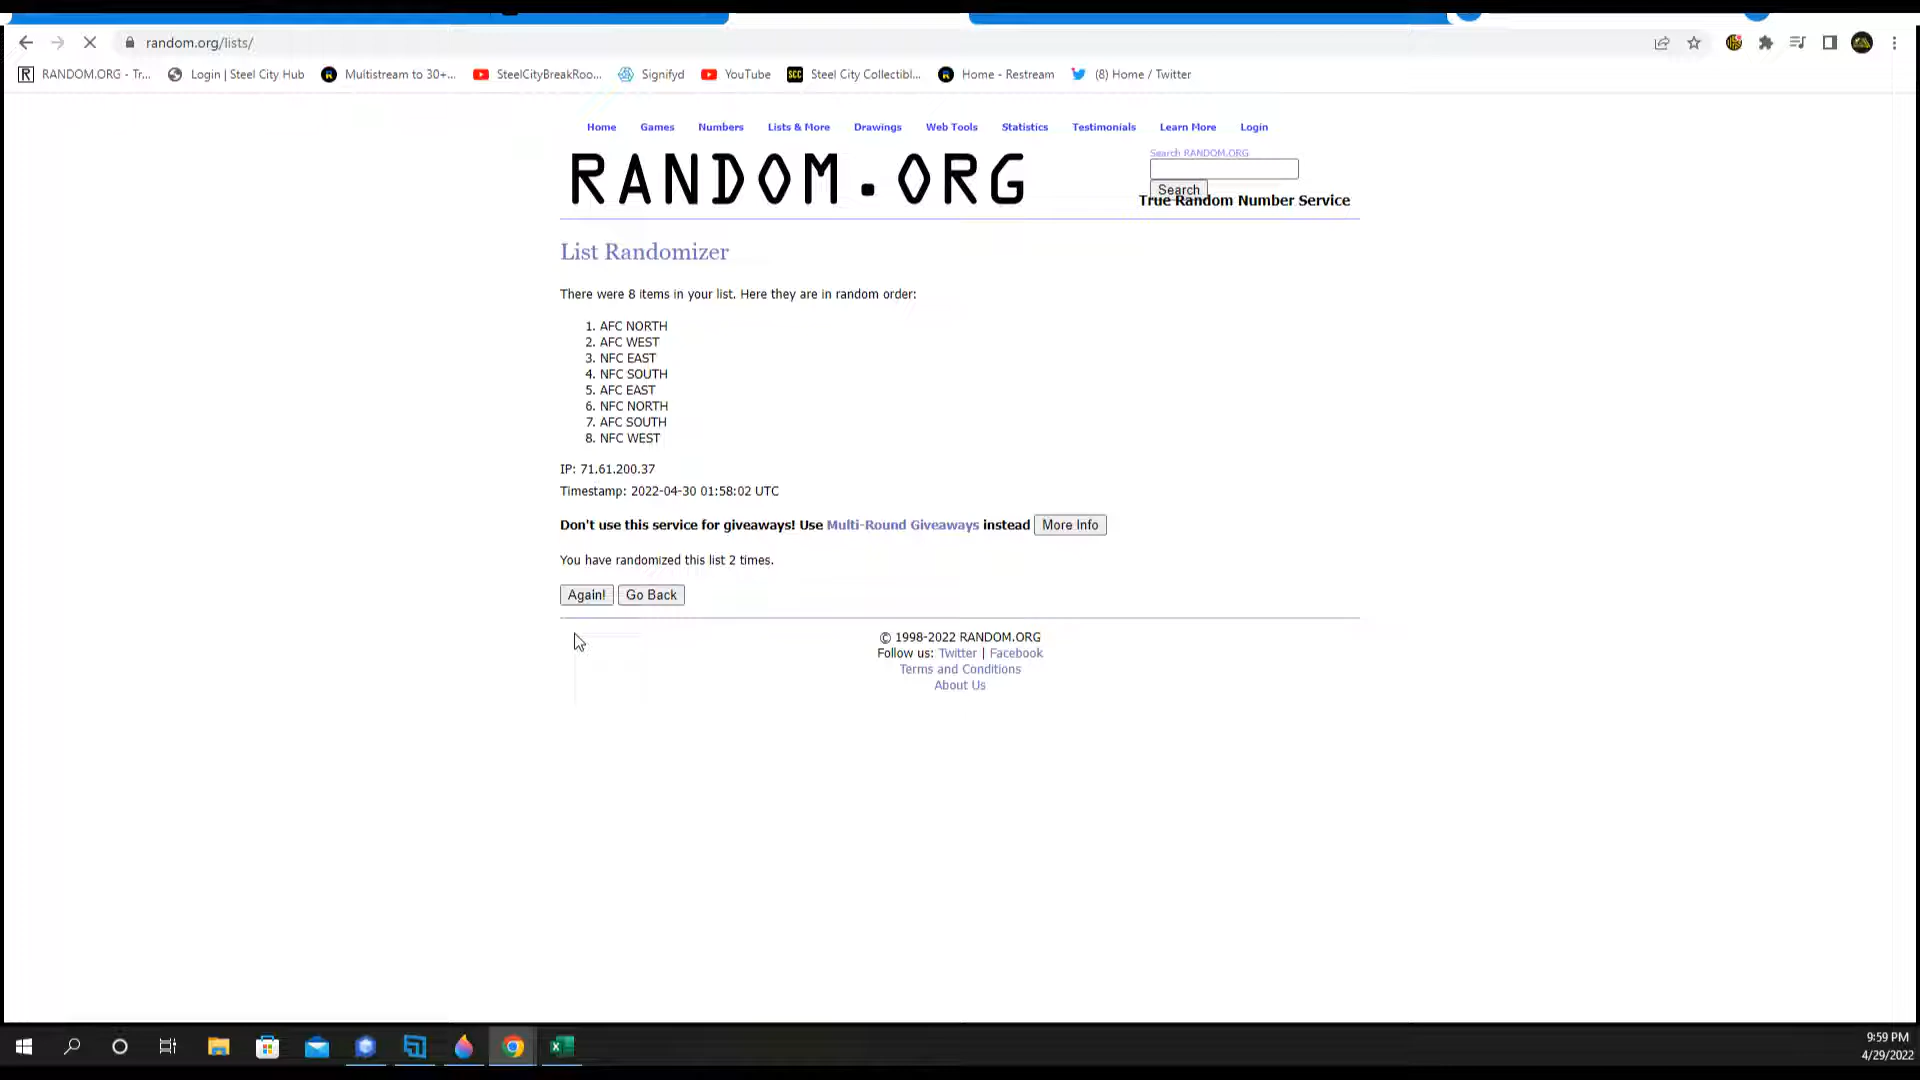 random.org/lists/
RANDOM.ORG - Tr... Login | Steel City Hub Multistream to 30+... SteelCityBreakRoo... Signifyd YouTube SCC Steel City Collectibl... Home - Restream (8) Home / Twitter
Home Games Numbers Lists & More Drawings Web Tools Statistics Testimonials Learn More Login
Search RANDOM.ORG
RANDOM.ORG
Search
True Random Number Service
List Randomizer
There were 8 items in your list. Here they are in random order:
1. AFC NORTH
2. AFC WEST
3. NFC EAST
4. NFC SOUTH
5. AFC EAST
6. NFC NORTH
7. AFC SOUTH
8. NFC WEST
IP: 71.61.200.37
Timestamp: 2022-04-30 01:58:02 UTC
Don't use this service for giveaways! Use Multi-Round Giveaways instead More Info
You have randomized this list 2 times.
Again! Go Back
© 1998-2022 RANDOM.ORG
Follow us: Twitter | Facebook
Terms and Conditions
About Us
9:59 PM
4/29/2022